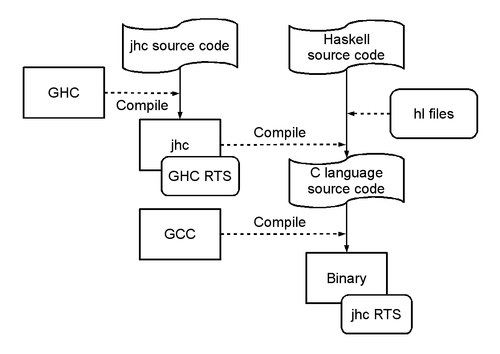 jhc source code
Haskell
source code
GHC
Compile
hl files
jhc
GHC RTS
Compile
C language
source code
GCC
Compile
Binary
jhc RTS